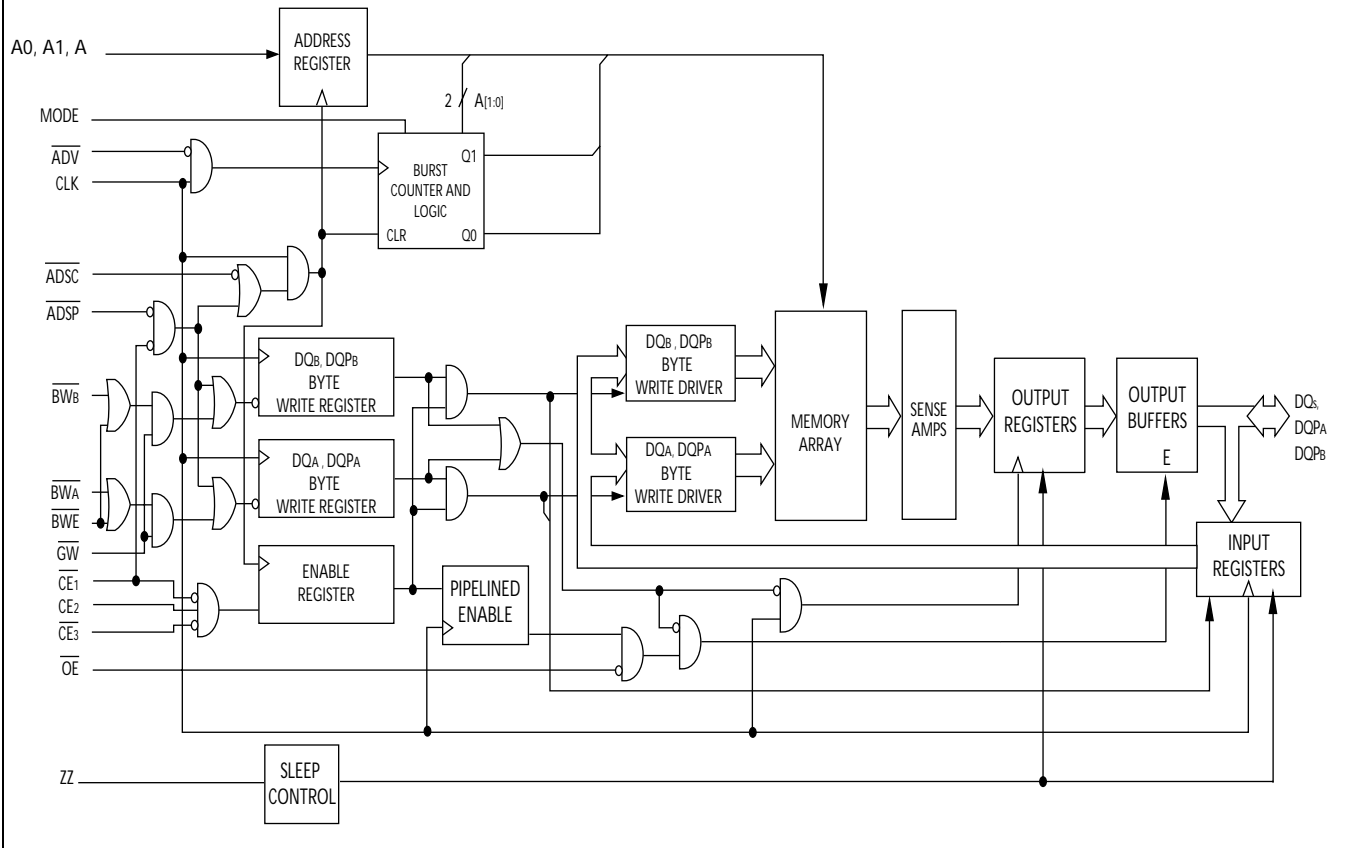 A0, A1, A
ADDRESS
REGISTER
2
A[1:0]
MODE
ADV
CLK
BURST
COUNTER AND
LOGIC
Q1
CLR
Q0
ADSC
ADSP
DQB, DQPB
BYTE
WRITE REGISTER
DQB, DQPB
BYTE
WRITE DRIVER
BWB
DQA, DQPA
BYTE
WRITE REGISTER
DQA, DQPA
BYTE
WRITE DRIVER
MEMORY
ARRAY
SENSE
AMPS
OUTPUT
REGISTERS
OUTPUT
BUFFERS
E
DQs,
DQPA
DQPB
BWA
BWE
GW
CE1
CE2
CE3
ENABLE
REGISTER
PIPELINED
ENABLE
INPUT
REGISTERS
OE
ZZ
SLEEP
CONTROL